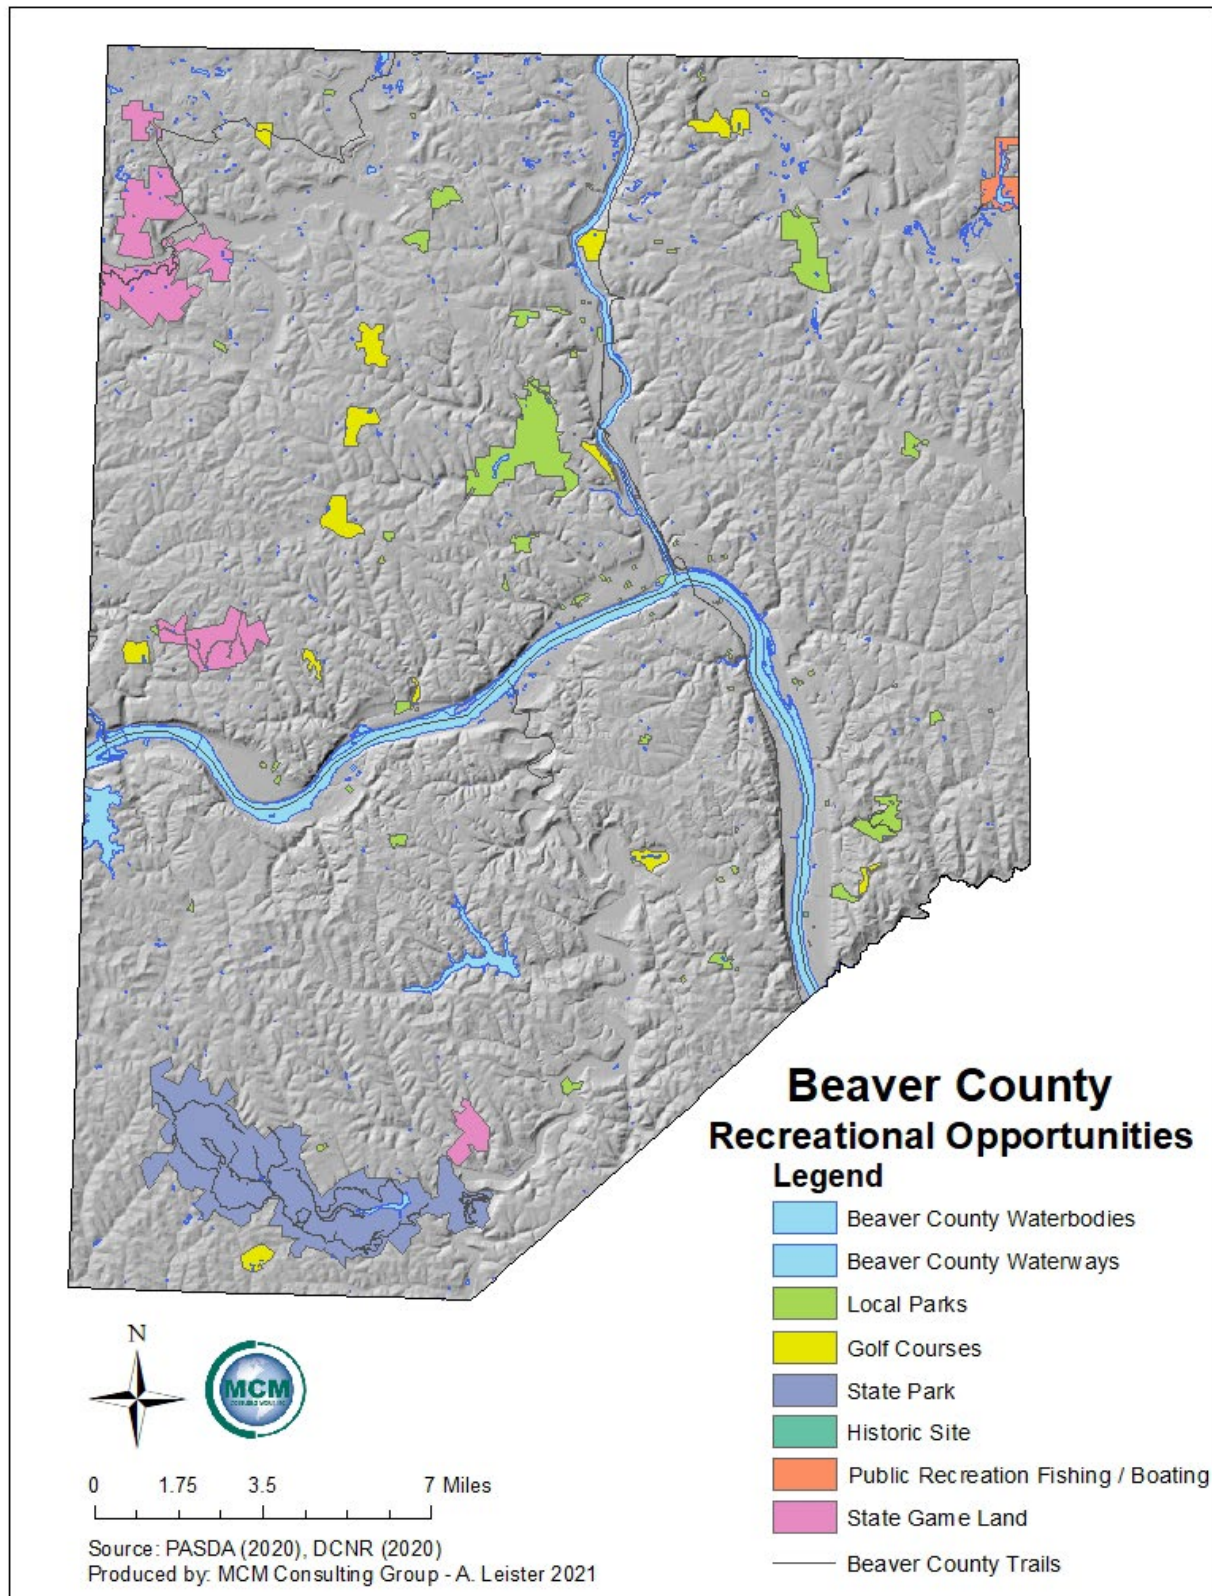 Beaver County
Recreational Opportunities
Legend
Beaver County Waterbodies
Beaver County Waterways
Local Parks
Golf Courses
State Park
Historic Site
Public Recreation Fishing / Boating
State Game Land
Beaver County Trails
N
MCM
0 1.75 3.5 7 Miles
Source: PASDA (2020), DCNR (2020)
Produced by: MCM Consulting Group - A. Leister 2021